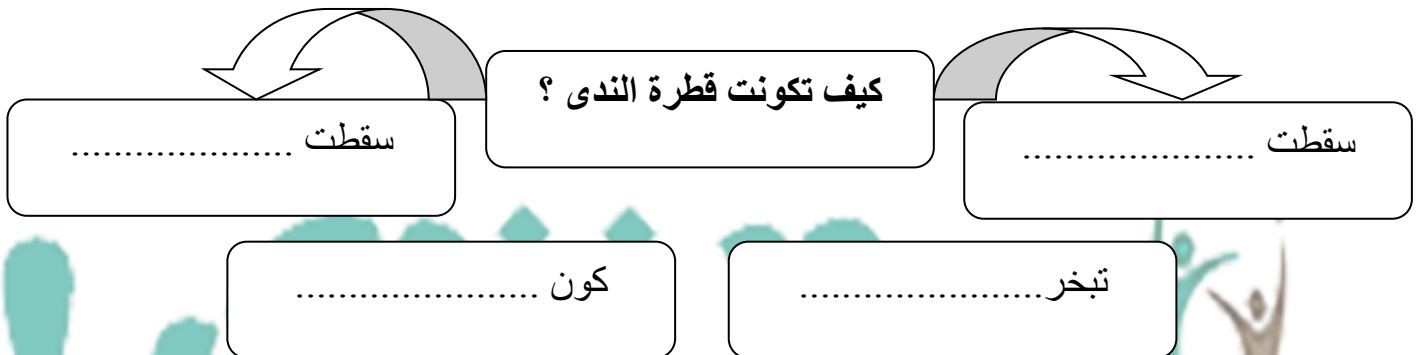 كيف تكونت قطرة الندى ؟
سقطت ......................
سقطت .....................
تبخر.......................
كون .......................